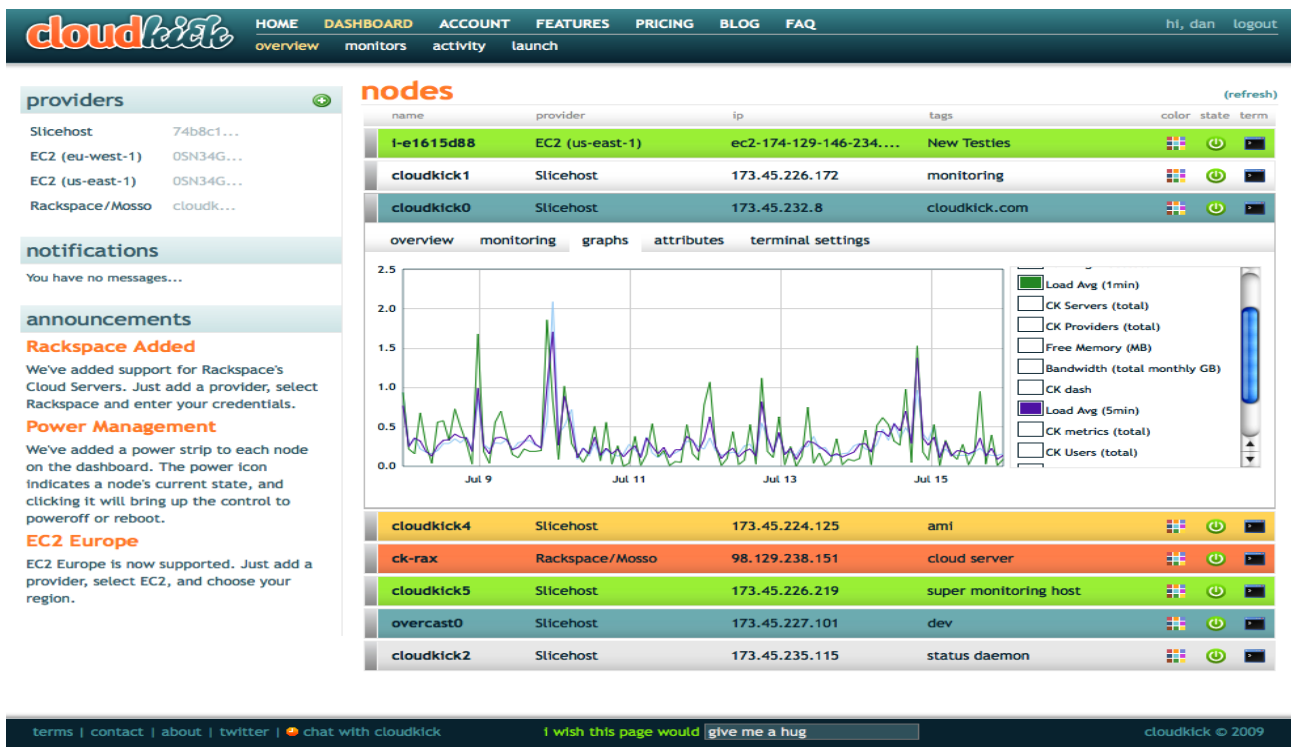 cloudkick
HOME DASHBOARD ACCOUNT FEATURES PRICING BLOG FAQ
hi, dan logout
overview monitors activity launch
providers
Slicehost 74b8c1...
EC2 (eu-west-1) 05N34G...
EC2 (us-east-1) 05N34G...
Rackspace/Mosso cloudk...
notifications
You have no messages...
announcements
Rackspace Added
We've added support for Rackspace's
Cloud Servers. Just add a provider, select
Rackspace and enter your credentials.
Power Management
We've added a power strip to each node
on the dashboard. The power icon
indicates a node's current state, and
clicking it will bring up the control to
poweroff or reboot.
EC2 Europe
EC2 Europe is now supported. Just add a
provider, select EC2, and choose your
region.
nodes
(refresh)
name provider ip tags color state term
i-e1615d88 EC2 (us-east-1) ec2-174-129-146-234.... New Testies
cloudkick1 Slicehost 173.45.226.172 monitoring
cloudkick0 Slicehost 173.45.232.8 cloudkick.com
overview monitoring graphs attributes terminal settings
2.5
2.0
1.5
1.0
0.5
0.0
Jul 9 Jul 11 Jul 13 Jul 15
Load Avg (1min)
CK Servers (total)
CK Providers (total)
Free Memory (MB)
Bandwidth (total monthly GB)
CK dash
Load Avg (5min)
CK metrics (total)
CK Users (total)
cloudkick4 Slicehost 173.45.224.125 ami
ck-rax Rackspace/Mosso 98.129.238.151 cloud server
cloudkick5 Slicehost 173.45.226.219 super monitoring host
overcast0 Slicehost 173.45.227.101 dev
cloudkick2 Slicehost 173.45.235.115 status daemon
terms | contact | about | twitter | chat with cloudkick
i wish this page would give me a hug
cloudkick © 2009